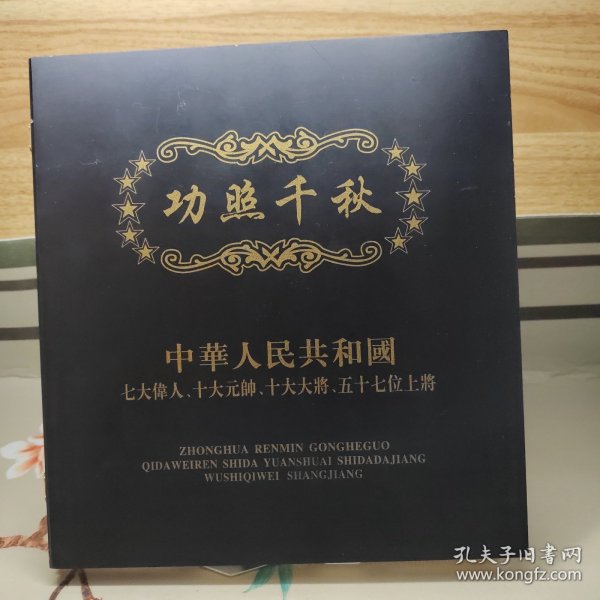 功照千秋
中華人民共和國
七大偉人、十大元帥、十大大將、五十七位上將
ZHONGHUA RENMIN GONGHEGUO
QIDAWEIREN SHIDA YUANSHUAI SHIDADAJIANG
WUSHIQIWEI SHANGJIANG
孔夫子旧書网
www.kongfz.com